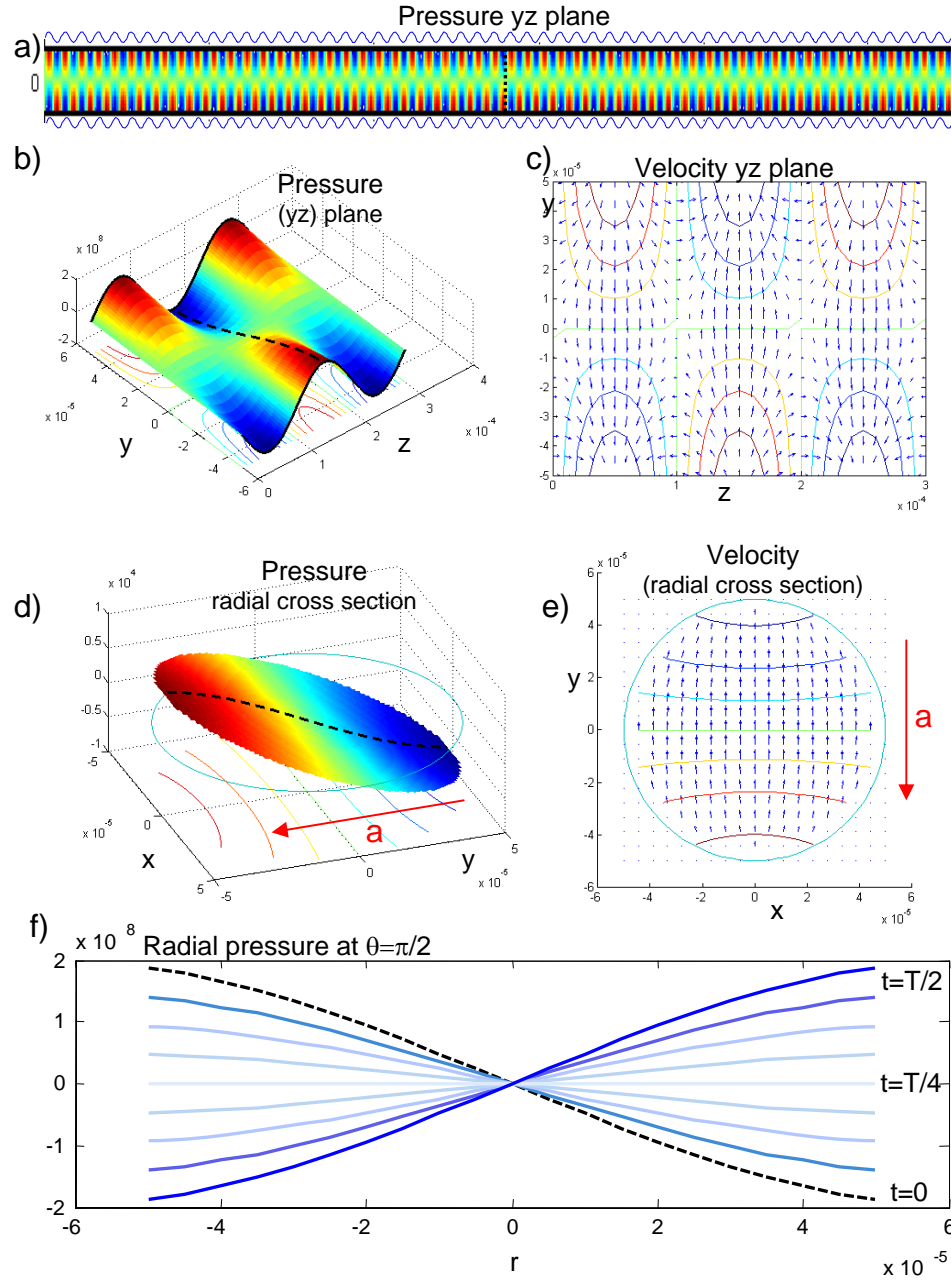 Pressure yz plane
a)
0
b)
Pressure
(yz) plane
x 10 8
2
0
-2
6
4
2
0
-2
-4
-6
x 10 -5
y
0
1
2
3
4
x 10 -4
z
c)
x 10 -5
Velocity yz plane
y
5
4
3
2
1
0
-1
-2
-3
-4
-5
0
1
2
3
z
x 10 -4
d)
Pressure
radial cross section
x 10 4
1
0.5
0
-0.5
-1
-5
0
5
x 10 -5
x
-5
0
5
x 10 -5
y
a
e)
Velocity
(radial cross section)
x 10 -5
6
4
2
0
-2
-4
-6
y
-6
-4
-2
0
2
4
6
x
x 10 -5
a
f)
x 10 8
Radial pressure at θ=π/2
2
1
0
-1
-2
t=T/2
t=T/4
t=0
-6
-4
-2
0
2
4
6
r
x 10 -5